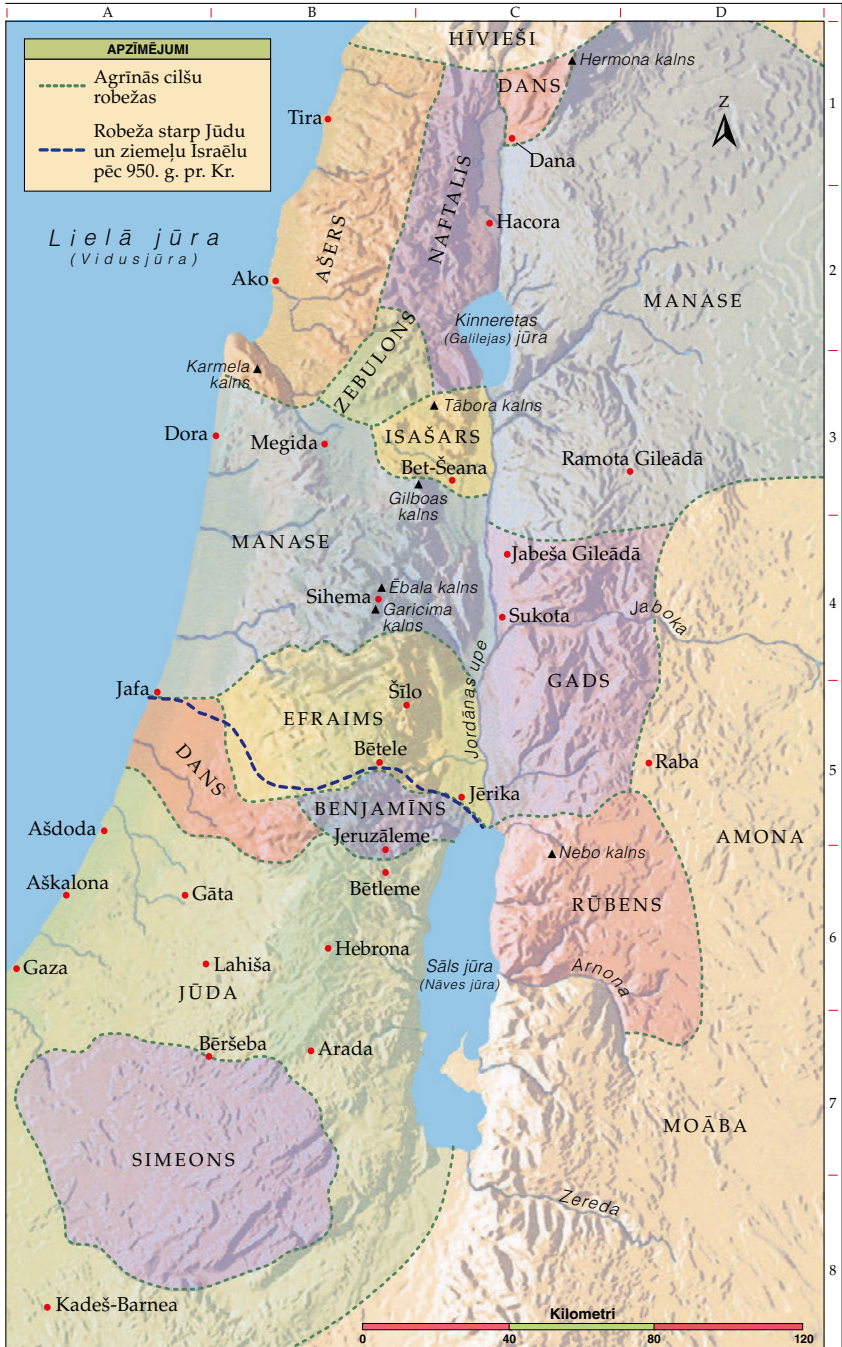 A
B
C
D
APZĪMĒJUMI
Agrīnās cilšu
robežas
Robeža starp Jūdu
un ziemeļu Israēlu
pēc 950. g. pr. Kr.
HĪVIEŠI
Hermona kalns
DANS
1
Z
Tira
Dana
NAFTALIS
Hacora
Lielā jūra
(Vidusjūra)
AŠERS
2
Ako
MANASE
Kinneretas
(Galilejas) jūra
ZEBULONS
Karmela
kalns
Tābora kalns
Dora
Megida
ISAŠARS
3
Bet-Šeana
Ramota Gileādā
Gilboas
kalns
MANASE
Jabeša Gileādā
Ēbala kalns
Sihema
Garicima
kalns
Sukota
Jaboka
4
Jordānas upe
GADS
Jafa
Šīlo
EFRAIMS
DANS
Bētele
Raba
5
Jērika
BENJAMĪNS
Ašdoda
Jeruzāleme
AMONA
Nebo kalns
Bētleme
Aškalona
Gāta
RŪBENS
6
Hebrona
Gaza
Lahiša
Sāls jūra
(Nāves jūra)
Arnona
JŪDA
Bēršeba
Arada
7
MOĀBA
SIMEONS
Zereda
8
Kadeš-Barnea
Kilometri
0
40
80
120